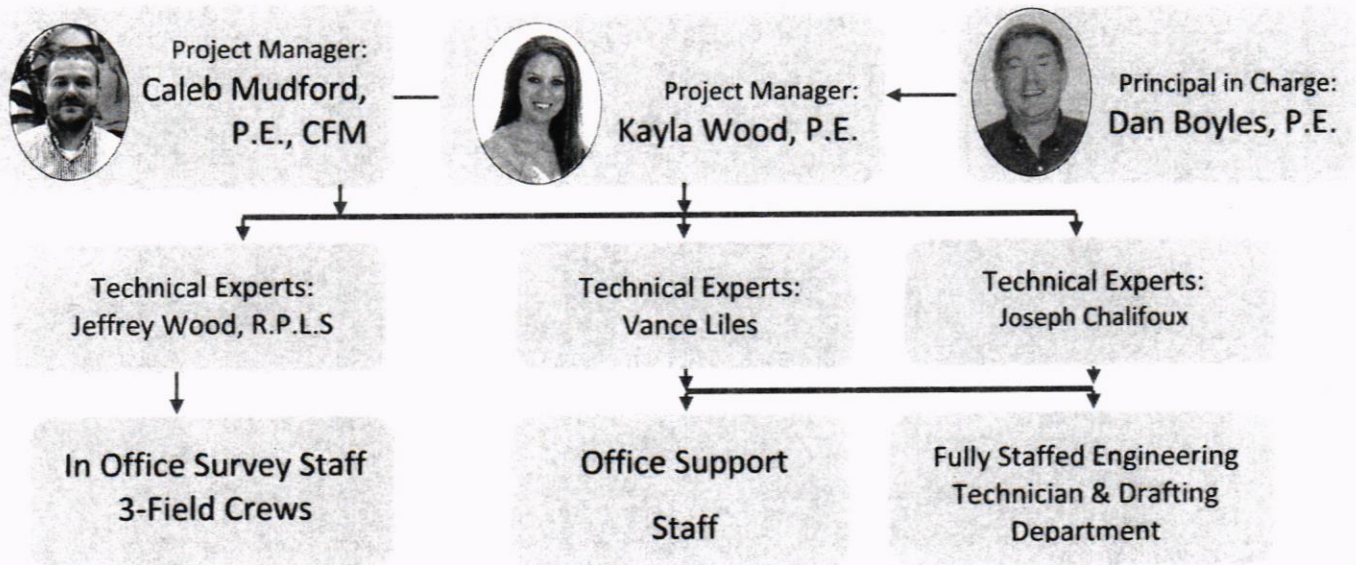 Project Manager:
Caleb Mudford,
P.E., CFM
Project Manager:
Kayla Wood, P.E.
Principal in Charge:
Dan Boyles, P.E.
Technical Experts:
Jeffrey Wood, R.P.L.S
Technical Experts:
Vance Liles
Technical Experts:
Joseph Chalifoux
In Office Survey Staff
3-Field Crews
Office Support
Staff
Fully Staffed Engineering
Technician & Drafting
Department